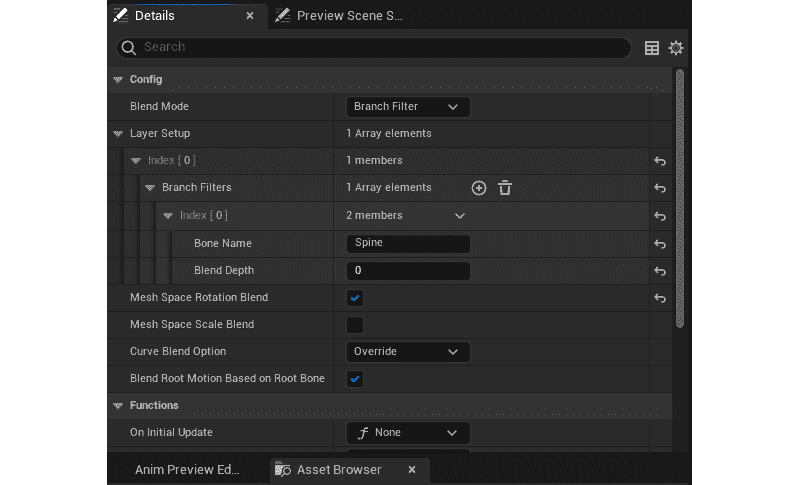 Details
Preview Scene S...
Search
Config
Blend Mode
Branch Filter
Layer Setup
1 Array elements
Index [ 0 ]
1 members
Branch Filters
1 Array elements
Index [ 0 ]
2 members
Bone Name
Spine
Blend Depth
0
Mesh Space Rotation Blend
Mesh Space Scale Blend
Curve Blend Option
Override
Blend Root Motion Based on Root Bone
Functions
On Initial Update
None
Anim Preview Ed...
Asset Browser